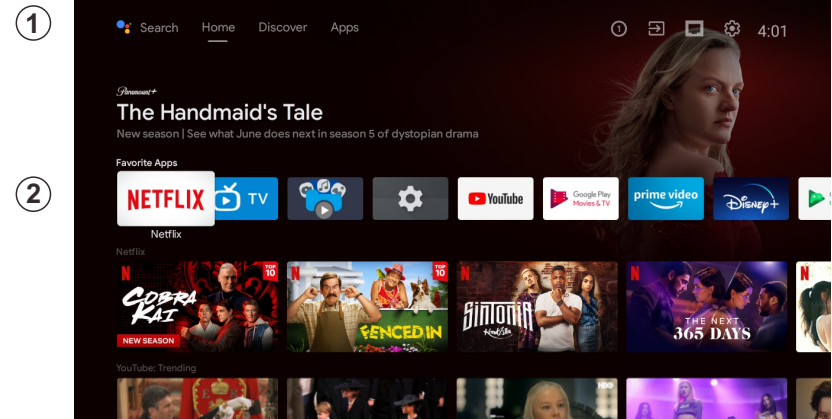 1
Search Home Discover Apps 1 4:01
Paramount+
The Handmaid's Tale
New season | See what June does next in season 5 of dystopian drama
Favorite Apps
2
NETFLIX TV YouTube Google Play Movies & TV prime video Disney+
Netflix
Netflix
N TOP 10 COBRA KAI NEW SEASON
N TOP 10 FENCED IN
N SINTONIA KondZilla
N THE NEXT 365 DAYS
N
YouTube: Trending
HBO